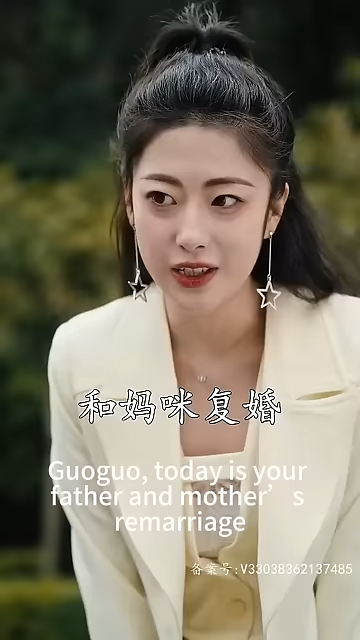 和妈咪复婚
Guoguo, today is your
father and mother’s
remarriage
备案号:V33038362137485